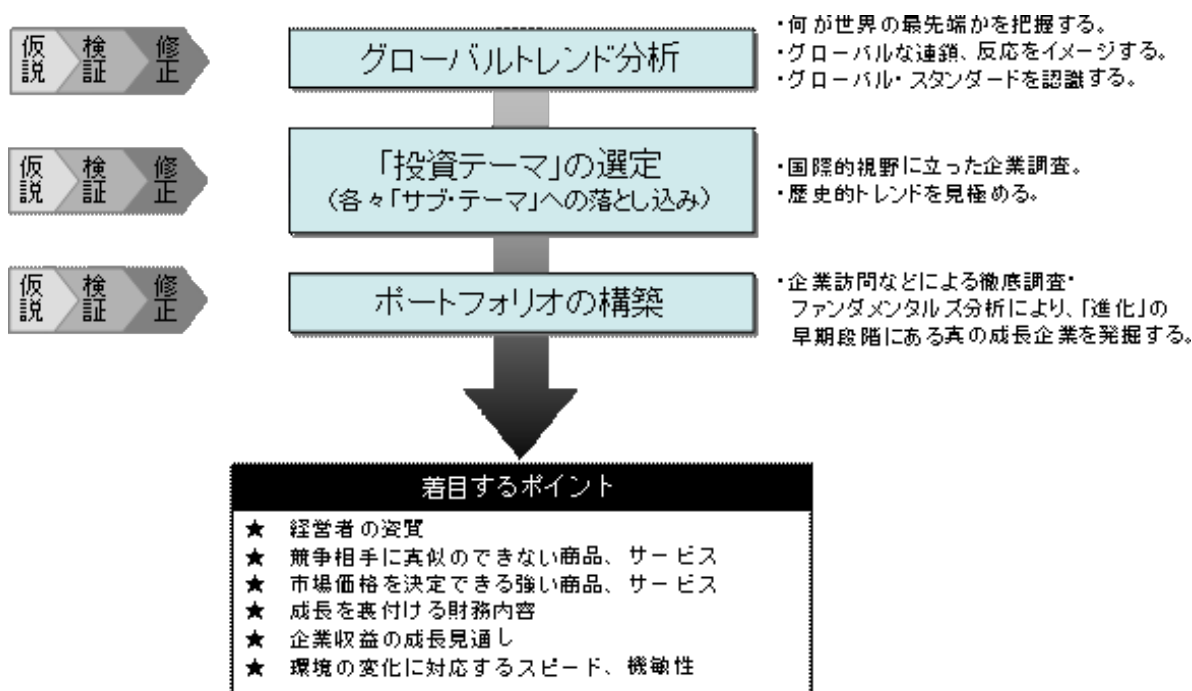 仮説 検証 修正
グローバルトレンド分析
・何が世界の最先端かを把握する。
・グローバルな連鎖、反応をイメージする。
・グローバル・スタンダードを認識する。
仮説 検証 修正
「投資テーマ」の選定
(各々「サブ・テーマ」への落とし込み)
・国際的視野に立った企業調査。
・歴史的トレンドを見極める。
仮説 検証 修正
ポートフォリオの構築
・企業訪問などによる徹底調査・
ファンダメンタルズ分析により、「進化」の
早期段階にある真の成長企業を発掘する。
着目するポイント
★ 経営者の資質
★ 競争相手に真似のできない商品、サービス
★ 市場価格を決定できる強い商品、サービス
★ 成長を裏付ける財務内容
★ 企業収益の成長見通し
★ 環境の変化に対応するスピード、機敏性